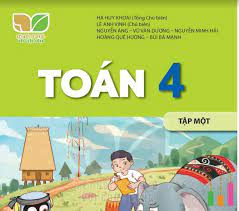 HÀ HUY KHOÁI (Tổng Chủ biên)
LÊ ANH VINH (Chủ biên)
NGUYỄN ÁNG - VŨ VĂN DƯƠNG - NGUYỄN MINH HẢI
HOÀNG QUẾ HƯỜNG - BÙI BÁ MẠNH
TOÁN 4
TẬP MỘT